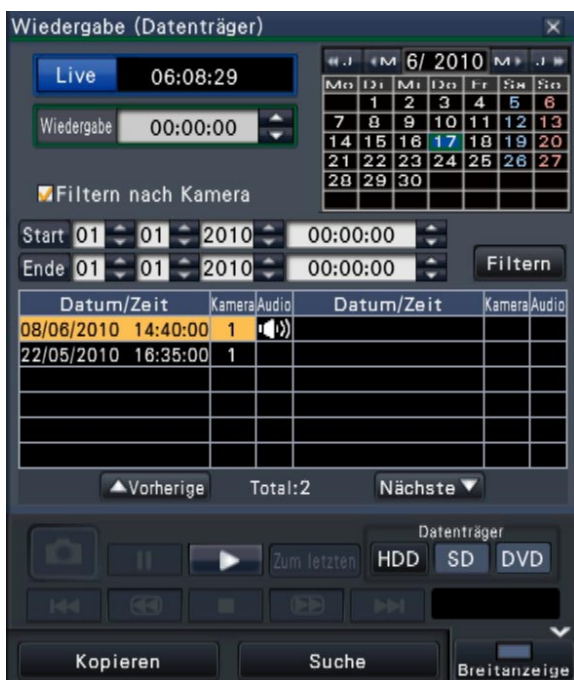 Wiedergabe (Datenträger)
Live 06:08:29
Wiedergabe 00:00:00
J M 6/ 2010 M J
Mo Di Mi Do Fr Sa So
1 2 3 4 5 6
7 8 9 10 11 12 13
14 15 16 17 18 19 20
21 22 23 24 25 26 27
28 29 30
Filtern nach Kamera
Start 01 01 2010 00:00:00
Ende 01 01 2010 00:00:00 Filtern
Datum/Zeit Kamera Audio Datum/Zeit Kamera Audio
08/06/2010 14:40:00 1
22/05/2010 16:35:00 1
Vorherige Total:2 Nächste
Datenträger
Zum letzten HDD SD DVD
Kopieren Suche Breitanzeige